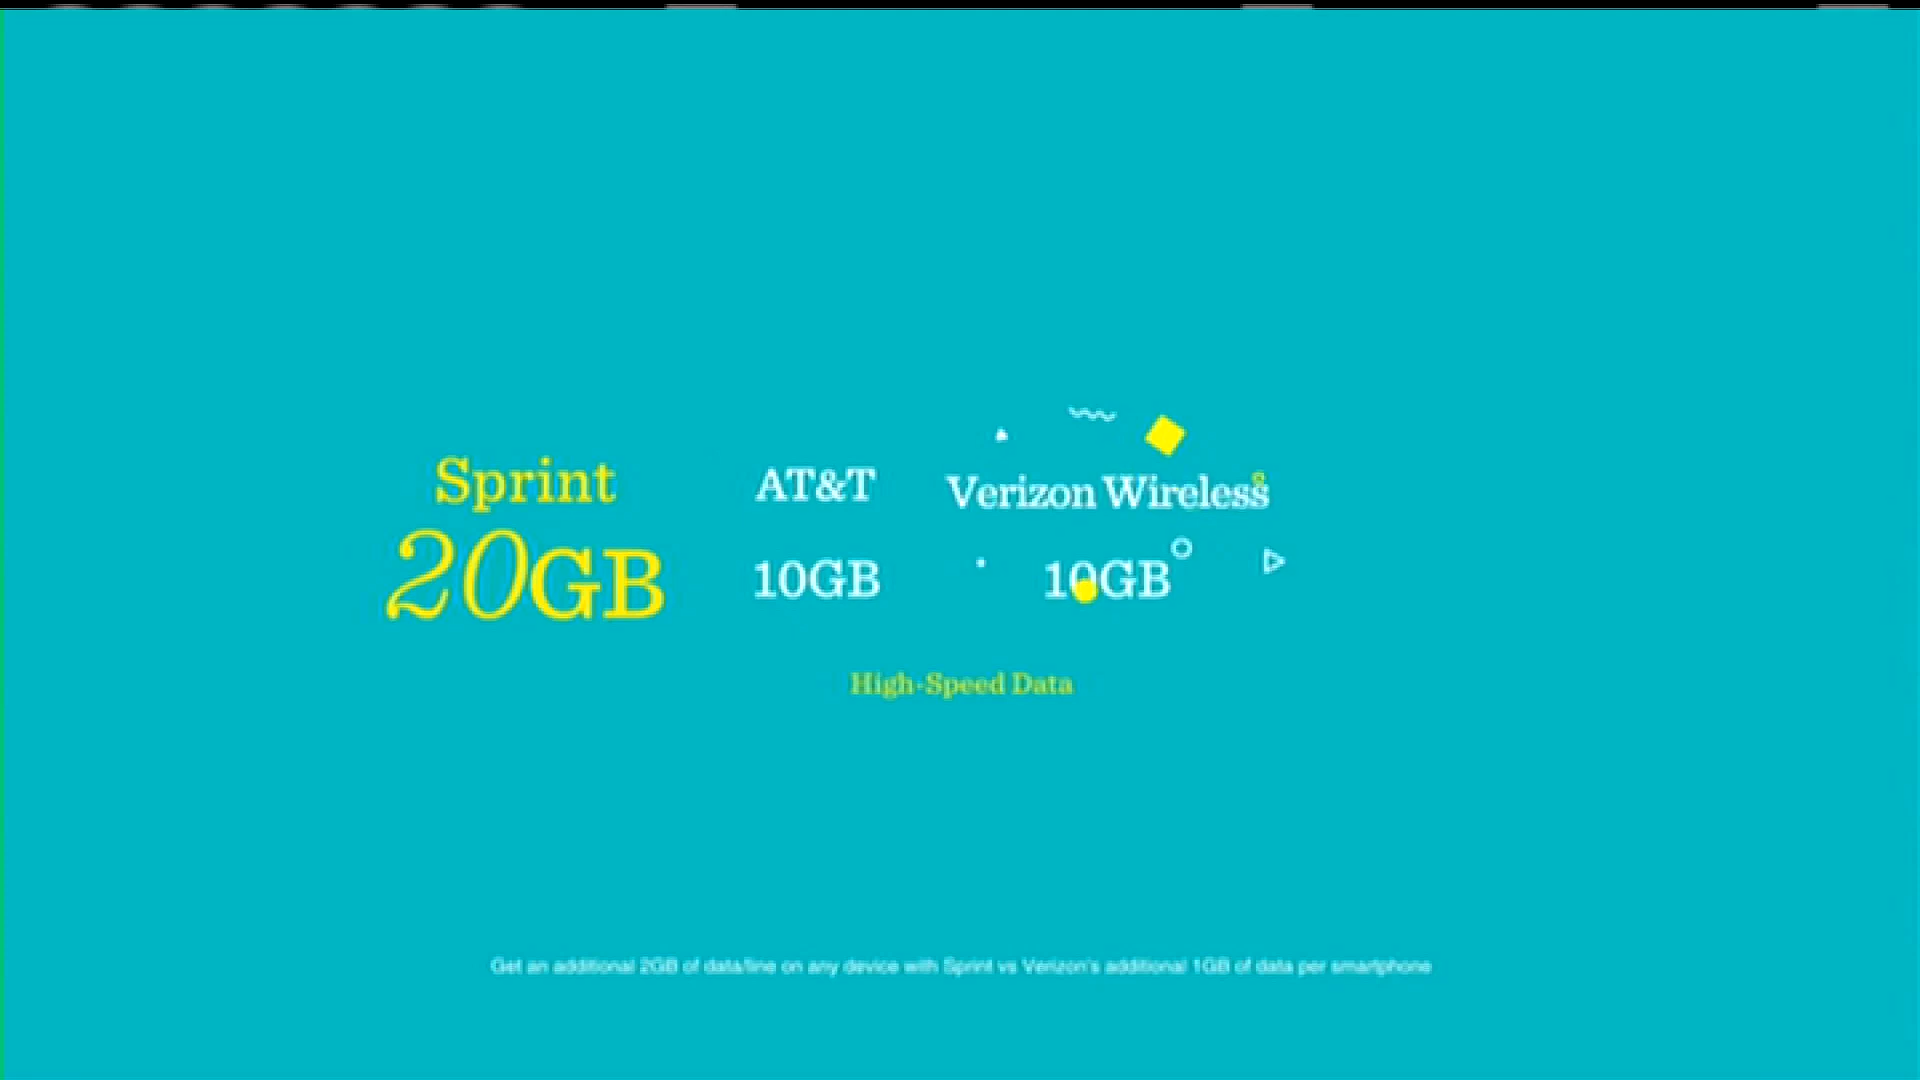 Sprint AT&T Verizon Wireless
20GB 10GB 10GB
High-Speed Data
Get an additional 2GB of data/line on any device with Sprint vs Verizon's additional 1GB of data per smartphone